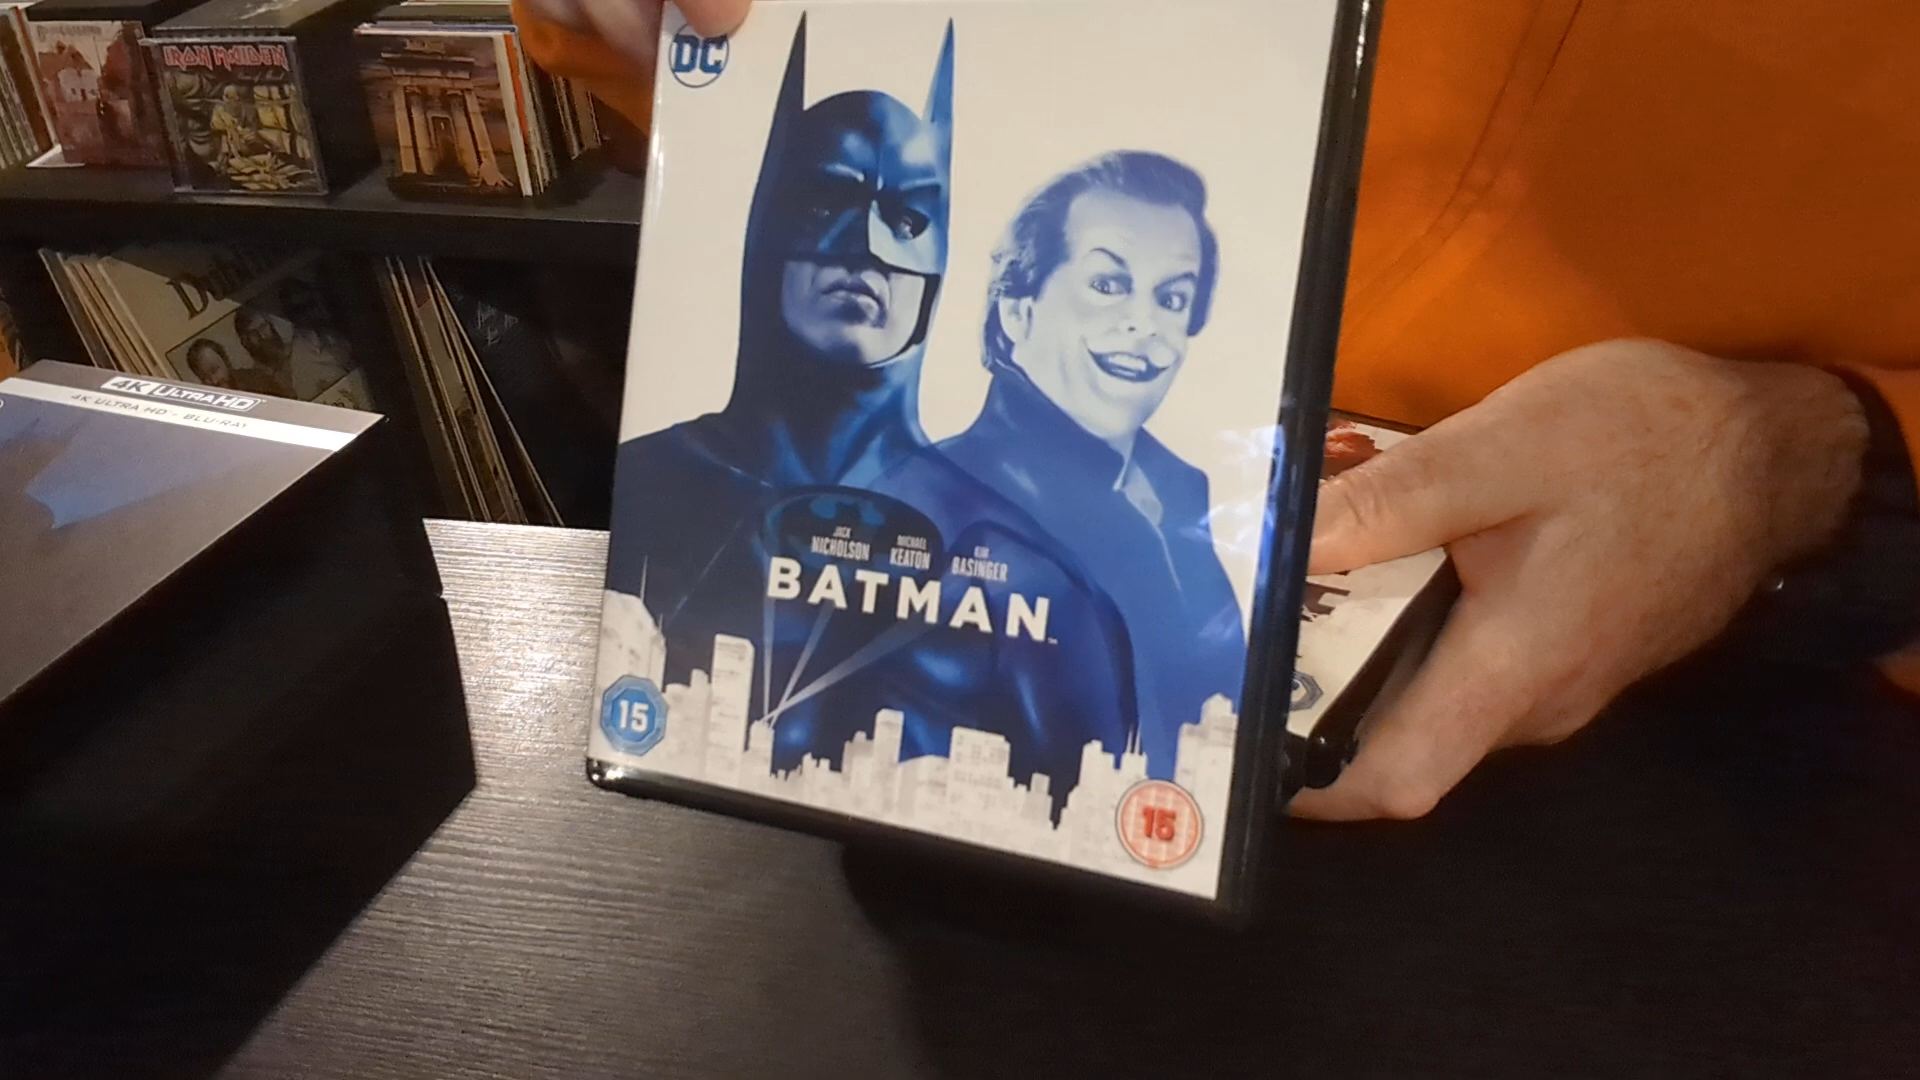 IRON MAIDEN
DC
4K ULTRA HD
4K ULTRA HD - BLU-RAY
JACK NICHOLSON
MICHAEL KEATON
KIM BASINGER
BATMAN
15
15